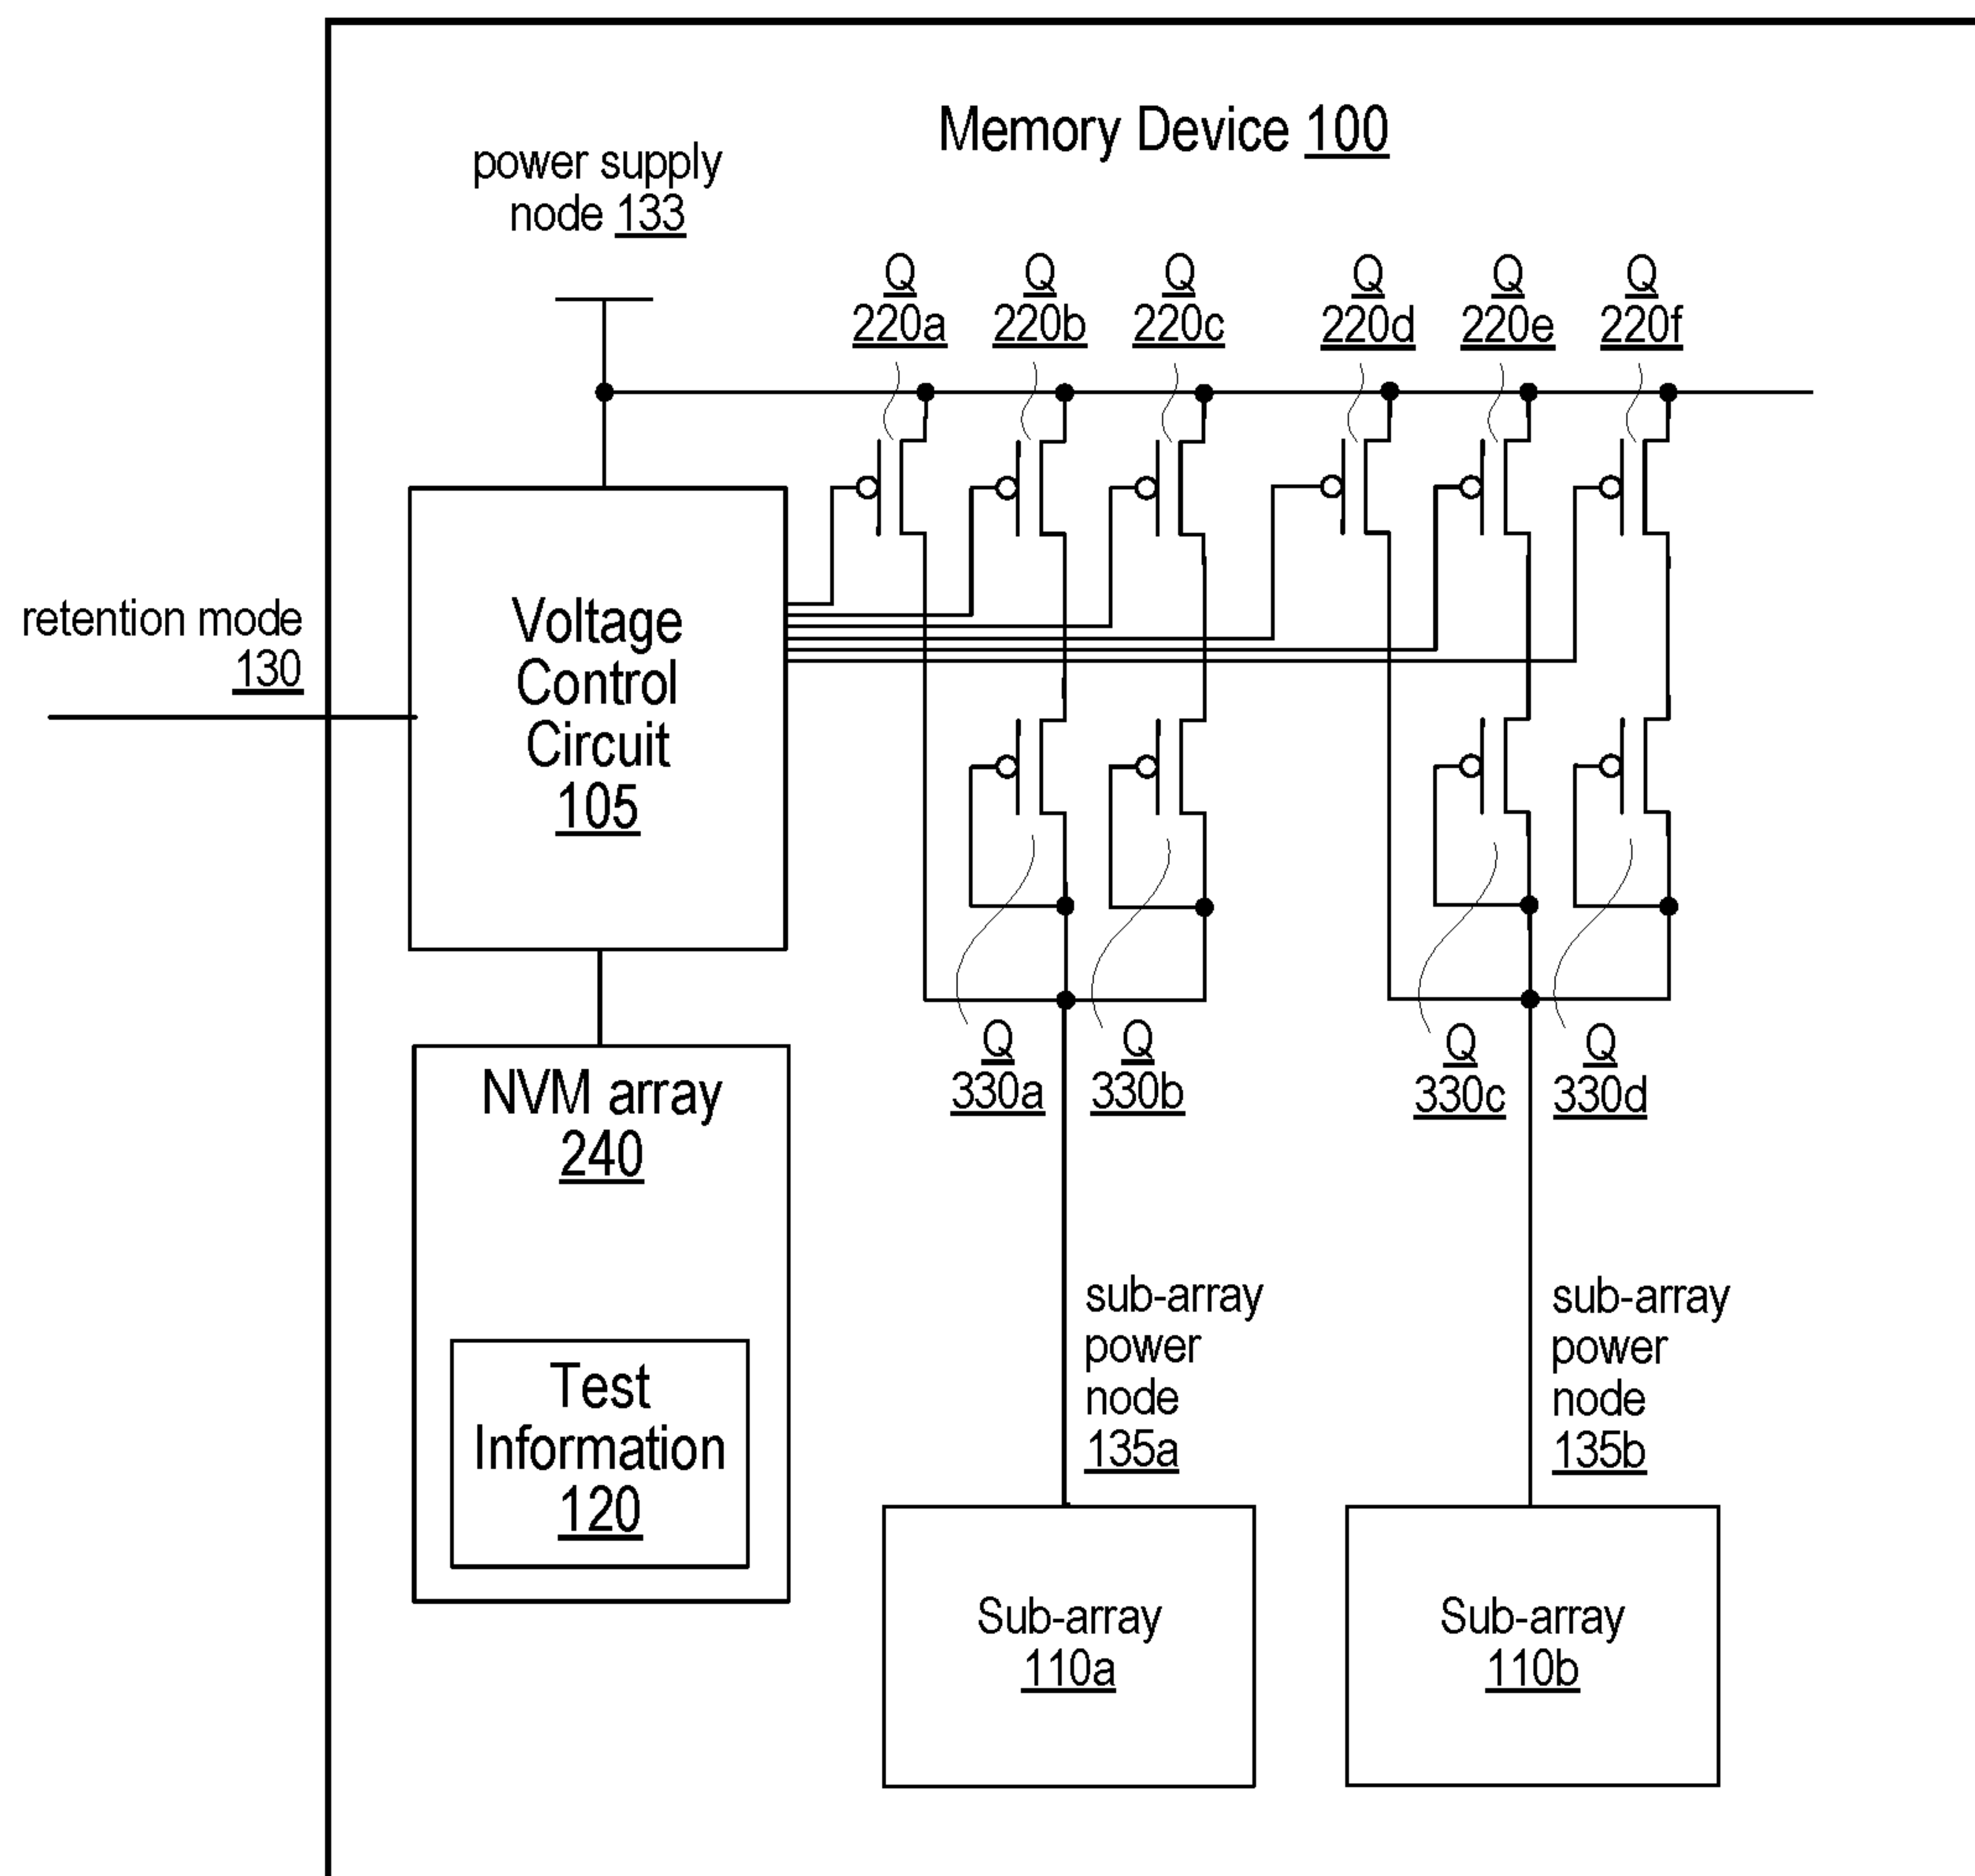 Memory Device 100
power supply
node 133
Q
220a
Q
220b
Q
220c
Q
220d
Q
220e
Q
220f
retention mode
130
Voltage
Control
Circuit
105
Q
330a
Q
330b
Q
330c
Q
330d
NVM array
240
Test
Information
120
sub-array
power
node
135a
sub-array
power
node
135b
Sub-array
110a
Sub-array
110b